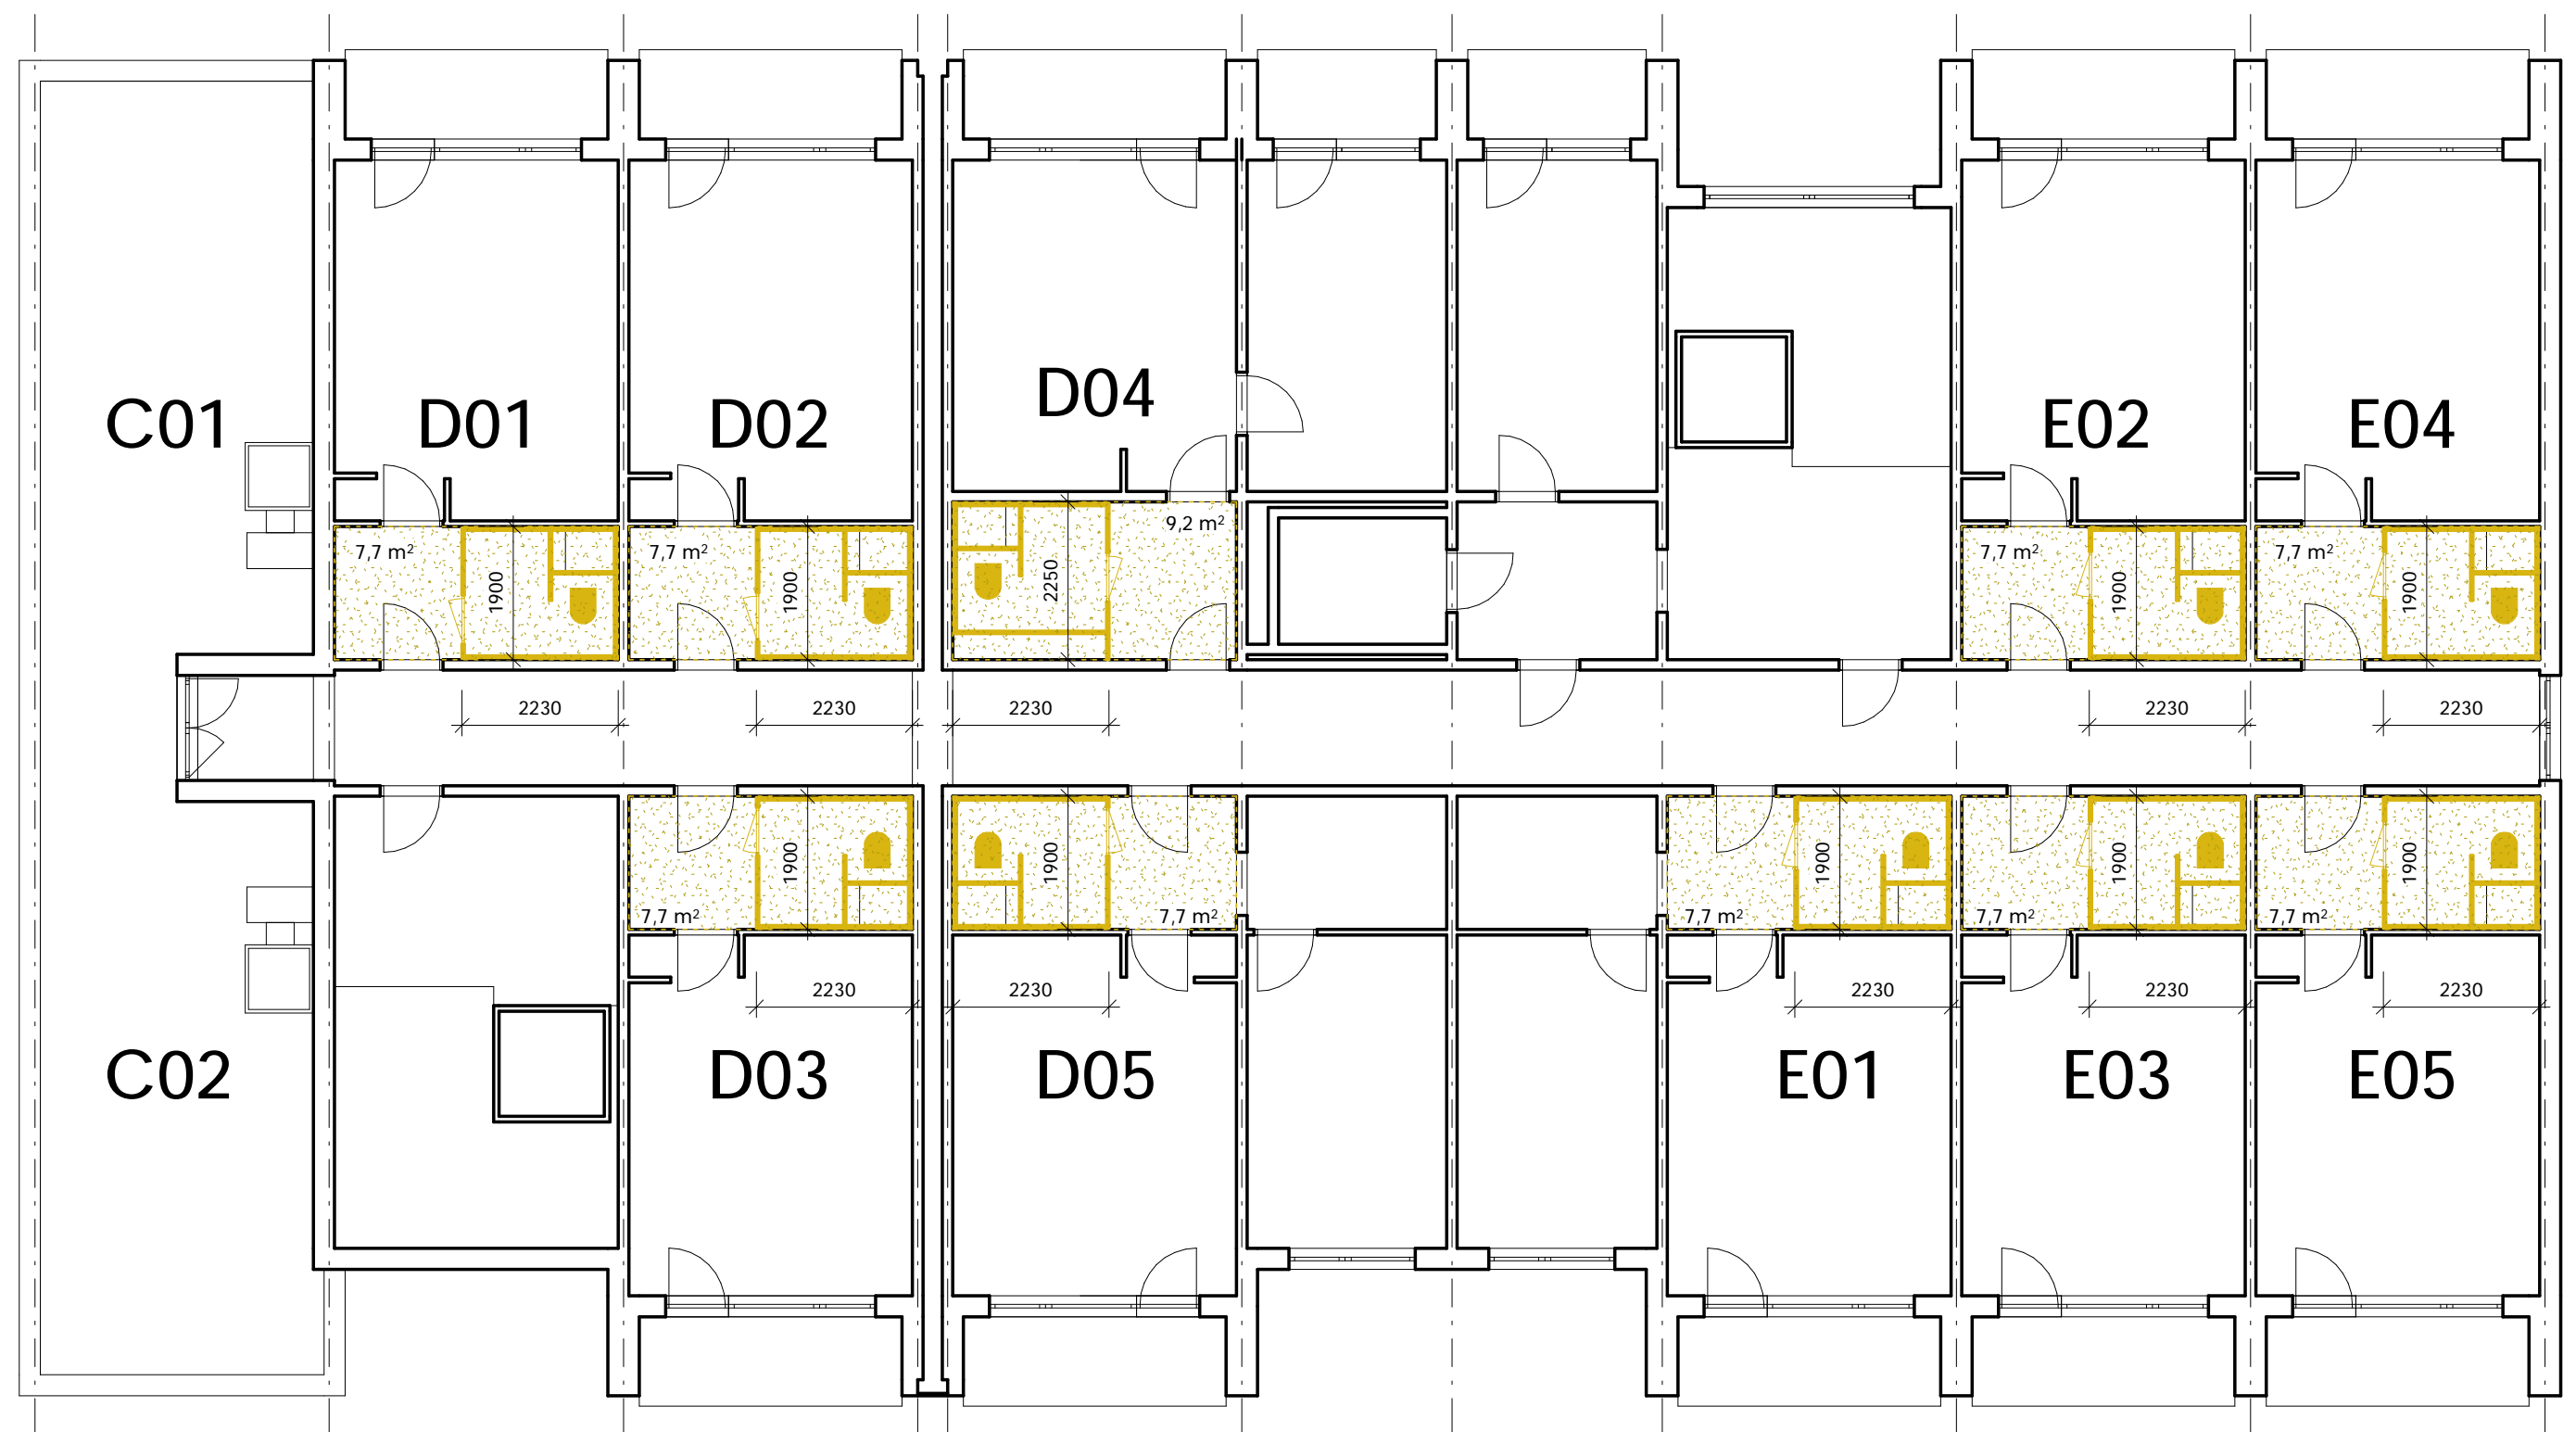 D04
C01 D01 D02 E02 E04
9,2 m²
7,7 m² 7,7 m² 7,7 m² 7,7 m²
1900 1900 2250 1900 1900
2230 2230 2230 2230 2230
1900 1900 1900 1900 1900
7,7 m² 7,7 m² 7,7 m² 7,7 m² 7,7 m²
2230 2230 2230 2230 2230
C02 D03 D05 E01 E03 E05